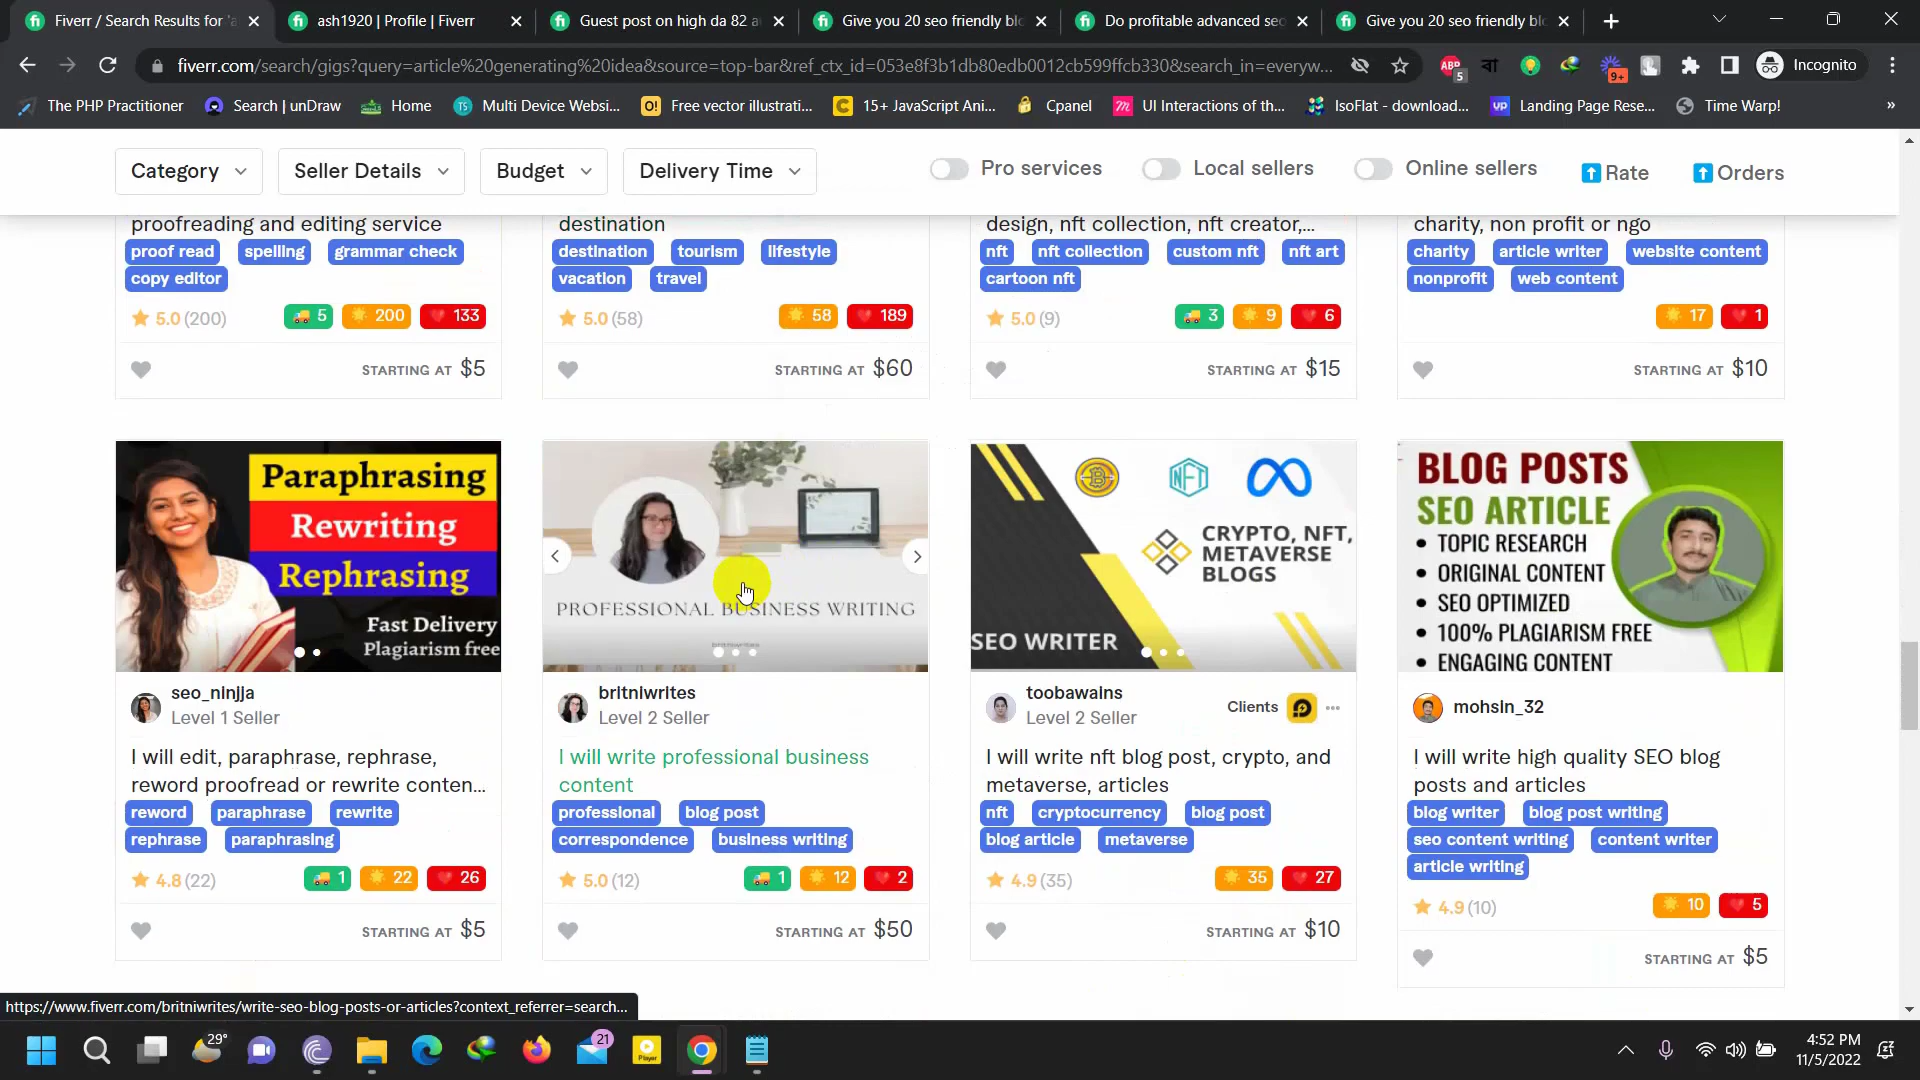 Fiverr / Search Results for 'a
ash1920 | Profile | Fiverr
Guest post on high da 82 a
Give you 20 seo friendly blo
Do profitable advanced seo
Give you 20 seo friendly blo
fiverr.com/search/gigs?query=article%20generating%20idea&source=top-bar&ref_ctx_id=053e8f3b1db80edb0012cb599ffcb330&search_in=everyw...
ABP
5
বা
9+
Incognito
The PHP Practitioner
Search | unDraw
Home
Multi Device Websi...
Free vector illustrati...
15+ JavaScript Ani...
Cpanel
UI Interactions of th...
IsoFlat - download...
Landing Page Rese...
Time Warp!
»
Category
Seller Details
Budget
Delivery Time
Pro services
Local sellers
Online sellers
Rate
Orders
proofreading and editing service
proof read spelling grammar check
copy editor
5.0 (200) 5 200 133
STARTING AT $5
destination
destination tourism lifestyle
vacation travel
5.0 (58) 58 189
STARTING AT $60
design, nft collection, nft creator,...
nft nft collection custom nft nft art
cartoon nft
5.0 (9) 3 9 6
STARTING AT $15
charity, non profit or ngo
charity article writer website content
nonprofit web content
17 1
STARTING AT $10
Paraphrasing
Rewriting
Rephrasing
Fast Delivery
Plagiarism free
seo_ninjja
Level 1 Seller
I will edit, paraphrase, rephrase,
reword proofread or rewrite conten...
reword paraphrase rewrite
rephrase paraphrasing
4.8 (22) 1 22 26
STARTING AT $5
PROFESSIONAL BUSINESS WRITING
britniwrites
Level 2 Seller
I will write professional business
content
professional blog post
correspondence business writing
5.0 (12) 1 12 2
STARTING AT $50
NFT
CRYPTO, NFT,
METAVERSE
BLOGS
SEO WRITER
toobawains
Level 2 Seller
Clients
I will write nft blog post, crypto, and
metaverse, articles
nft cryptocurrency blog post
blog article metaverse
4.9 (35) 35 27
STARTING AT $10
BLOG POSTS
SEO ARTICLE
• TOPIC RESEARCH
• ORIGINAL CONTENT
• SEO OPTIMIZED
• 100% PLAGIARISM FREE
• ENGAGING CONTENT
mohsin_32
I will write high quality SEO blog
posts and articles
blog writer blog post writing
seo content writing content writer
article writing
4.9 (10) 10 5
STARTING AT $5
https://www.fiverr.com/britniwrites/write-seo-blog-posts-or-articles?context_referrer=search...
29°
21
Player
4:52 PM
11/5/2022